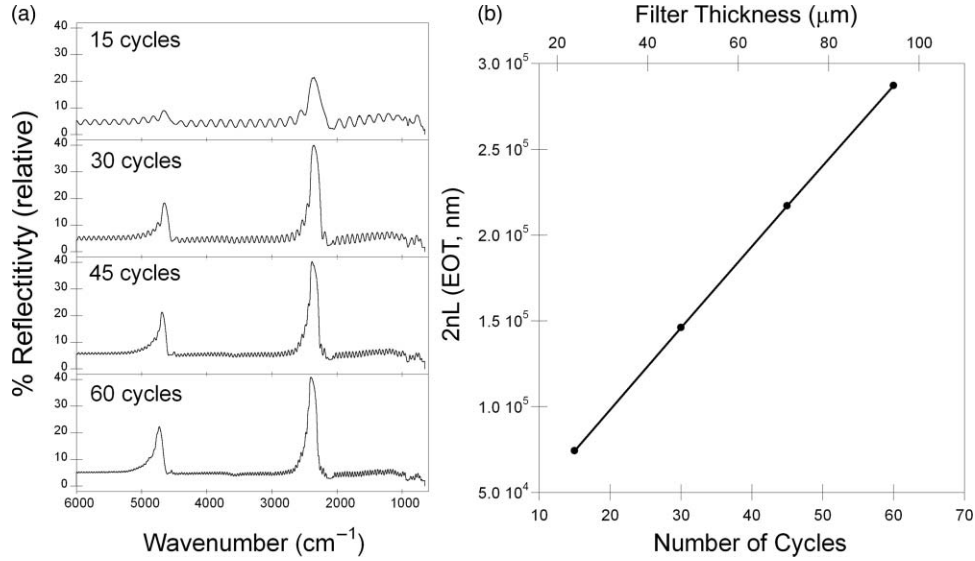 (a)
% Reflectitivty (relative)
15 cycles
40
30
20
10
0
30 cycles
40
30
20
10
0
45 cycles
40
30
20
10
0
60 cycles
40
30
20
10
0
6000 5000 4000 3000 2000 1000
Wavenumber (cm⁻¹)
(b)
Filter Thickness (μm)
20 40 60 80 100
2nL (EOT, nm)
3.0 10⁵
2.5 10⁵
2.0 10⁵
1.5 10⁵
1.0 10⁵
5.0 10⁴
10 20 30 40 50 60 70
Number of Cycles